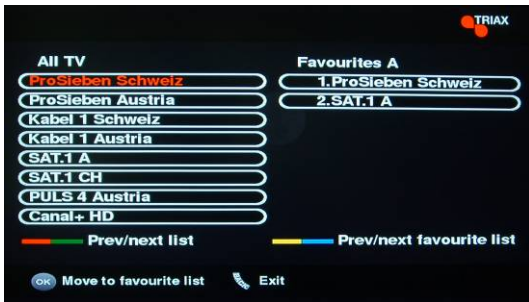 TRIAX
All TV
ProSieben Schweiz
ProSieben Austria
Kabel 1 Schweiz
Kabel 1 Austria
SAT.1 A
SAT.1 CH
PULS 4 Austria
Canal+ HD
Prev/next list
Favourites A
1.ProSieben Schweiz
2.SAT.1 A
Prev/next favourite list
OK Move to favourite list
Exit